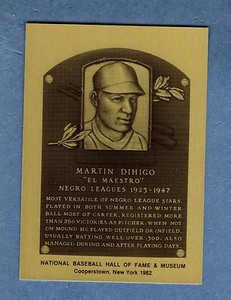 MARTIN DIHIGO
"EL MAESTRO"
NEGRO LEAGUES 1923-1947
MOST VERSATILE OF NEGRO LEAGUE STARS.
PLAYED IN BOTH SUMMER AND WINTER
BALL MOST OF CAREER. REGISTERED MORE
THAN 260 VICTORIES AS PITCHER. WHEN NOT
ON MOUND HE PLAYED OUTFIELD OR INFIELD,
USUALLY BATTING WELL OVER .300. ALSO
MANAGED DURING AND AFTER PLAYING DAYS.
NATIONAL BASEBALL HALL OF FAME & MUSEUM
Cooperstown, New York 1982